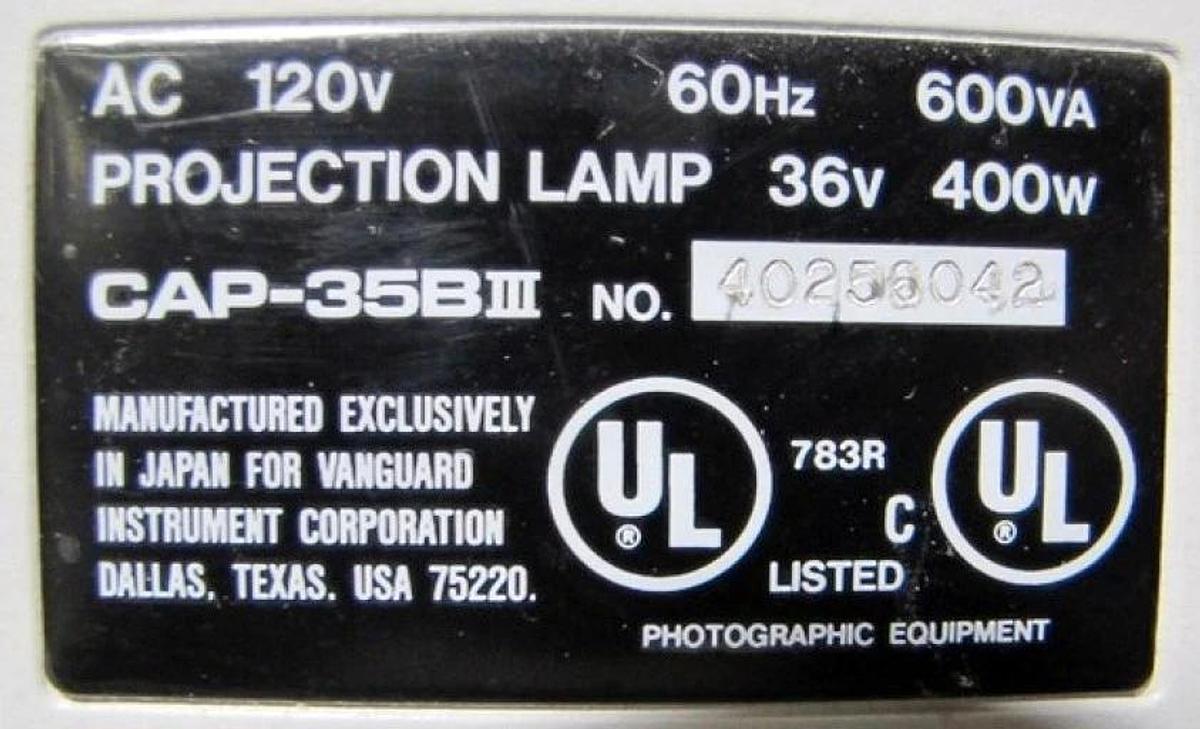 AC 120V 60Hz 600VA
PROJECTION LAMP 36V 400W
CAP-35BIII NO. 40256042
MANUFACTURED EXCLUSIVELY
IN JAPAN FOR VANGUARD
INSTRUMENT CORPORATION
DALLAS, TEXAS. USA 75220.
UL ®
783R
C UL ®
LISTED
PHOTOGRAPHIC EQUIPMENT